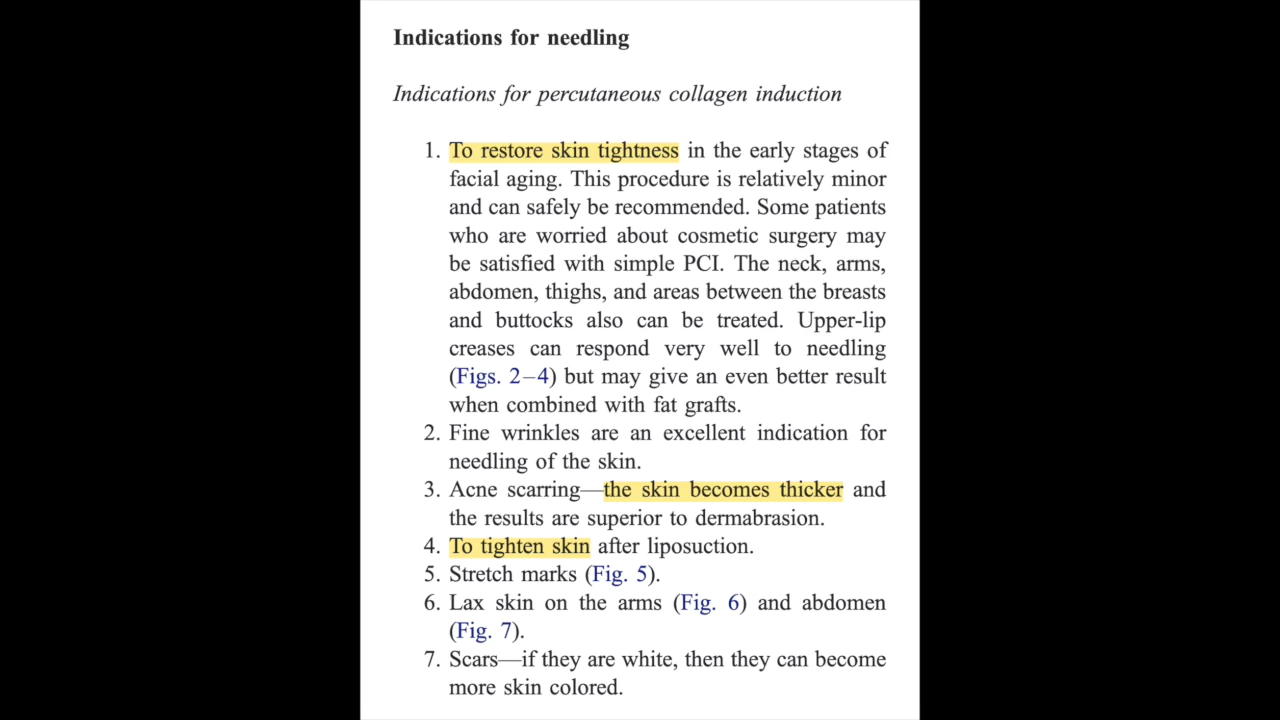 Indications for needling
Indications for percutaneous collagen induction
1. To restore skin tightness in the early stages of
facial aging. This procedure is relatively minor
and can safely be recommended. Some patients
who are worried about cosmetic surgery may
be satisfied with simple PCI. The neck, arms,
abdomen, thighs, and areas between the breasts
and buttocks also can be treated. Upper-lip
creases can respond very well to needling
(Figs. 2–4) but may give an even better result
when combined with fat grafts.
2. Fine wrinkles are an excellent indication for
needling of the skin.
3. Acne scarring—the skin becomes thicker and
the results are superior to dermabrasion.
4. To tighten skin after liposuction.
5. Stretch marks (Fig. 5).
6. Lax skin on the arms (Fig. 6) and abdomen
(Fig. 7).
7. Scars—if they are white, then they can become
more skin colored.